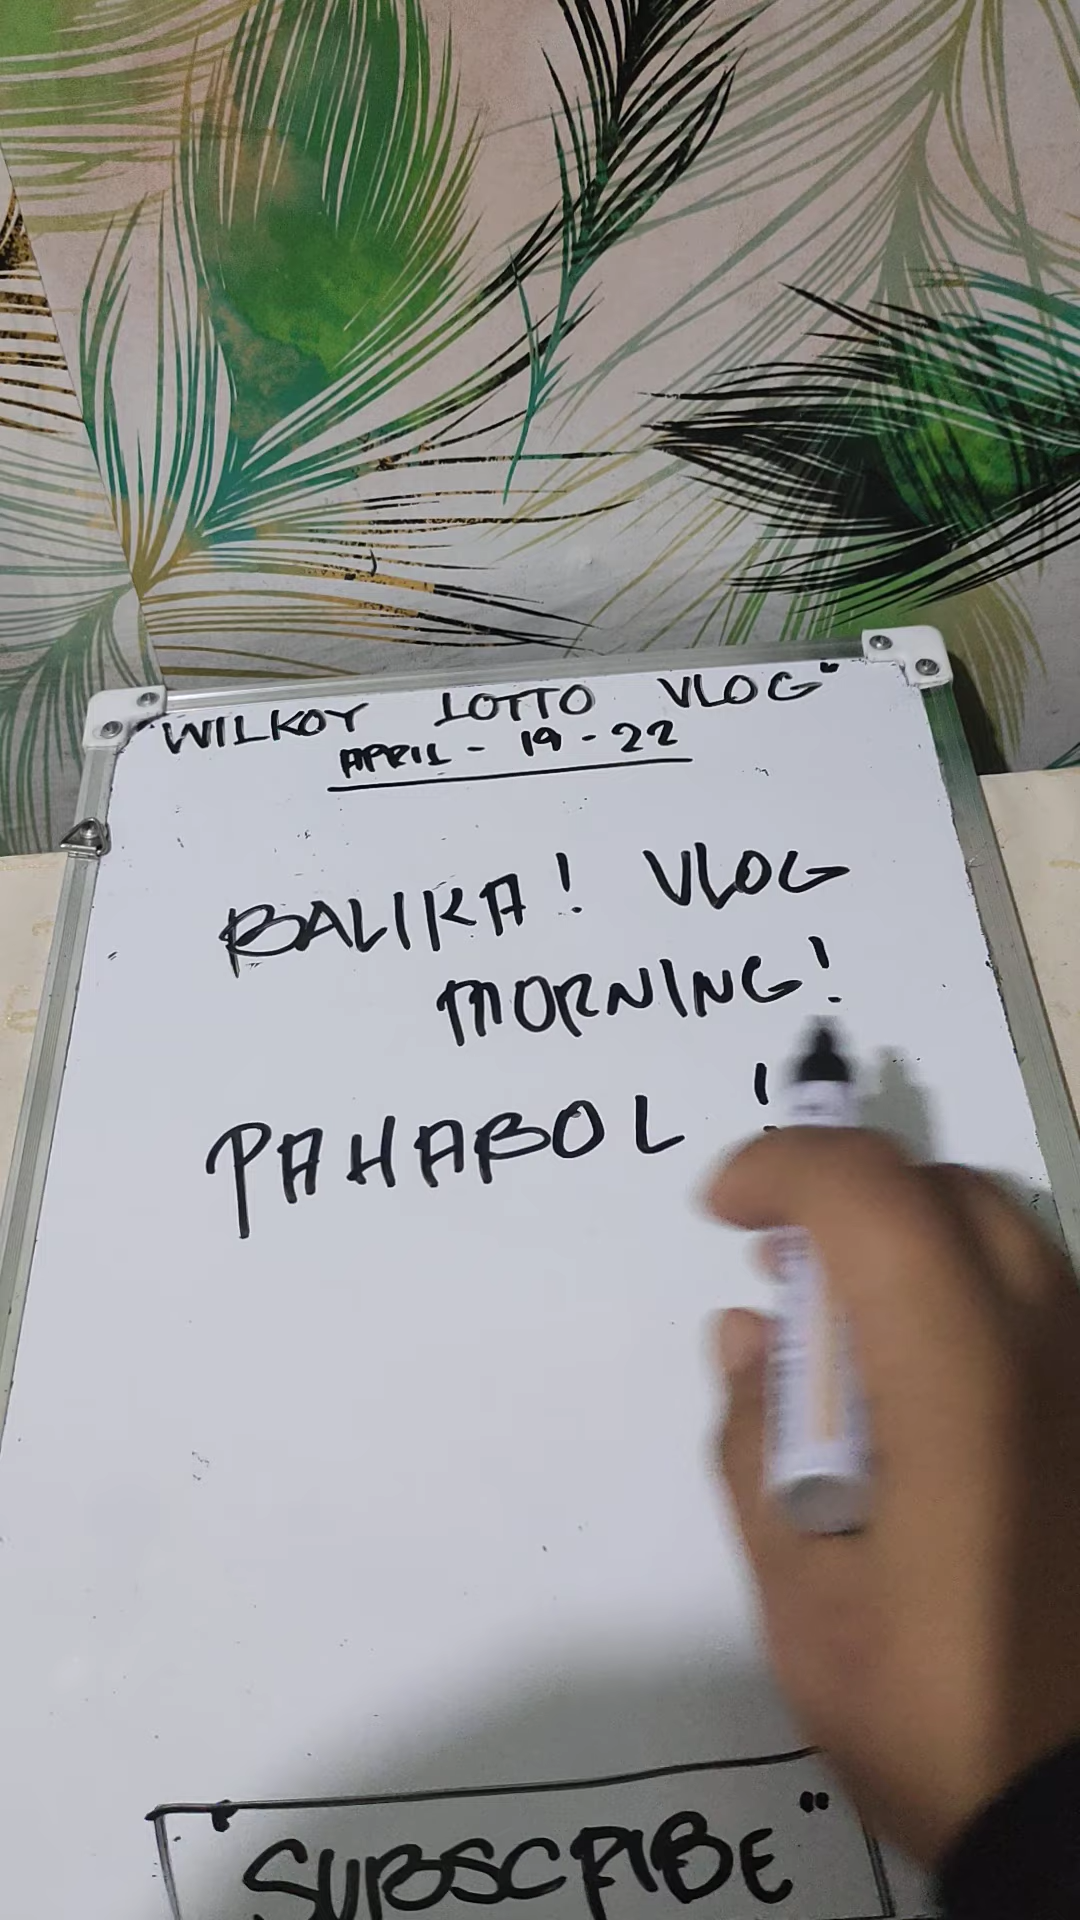 "WILKOY LOTTO VLOG"
APRIL - 19 - 22
BALIKA! VLOG
MORNING!
PAHABOL !
"SUBSCRIBE"